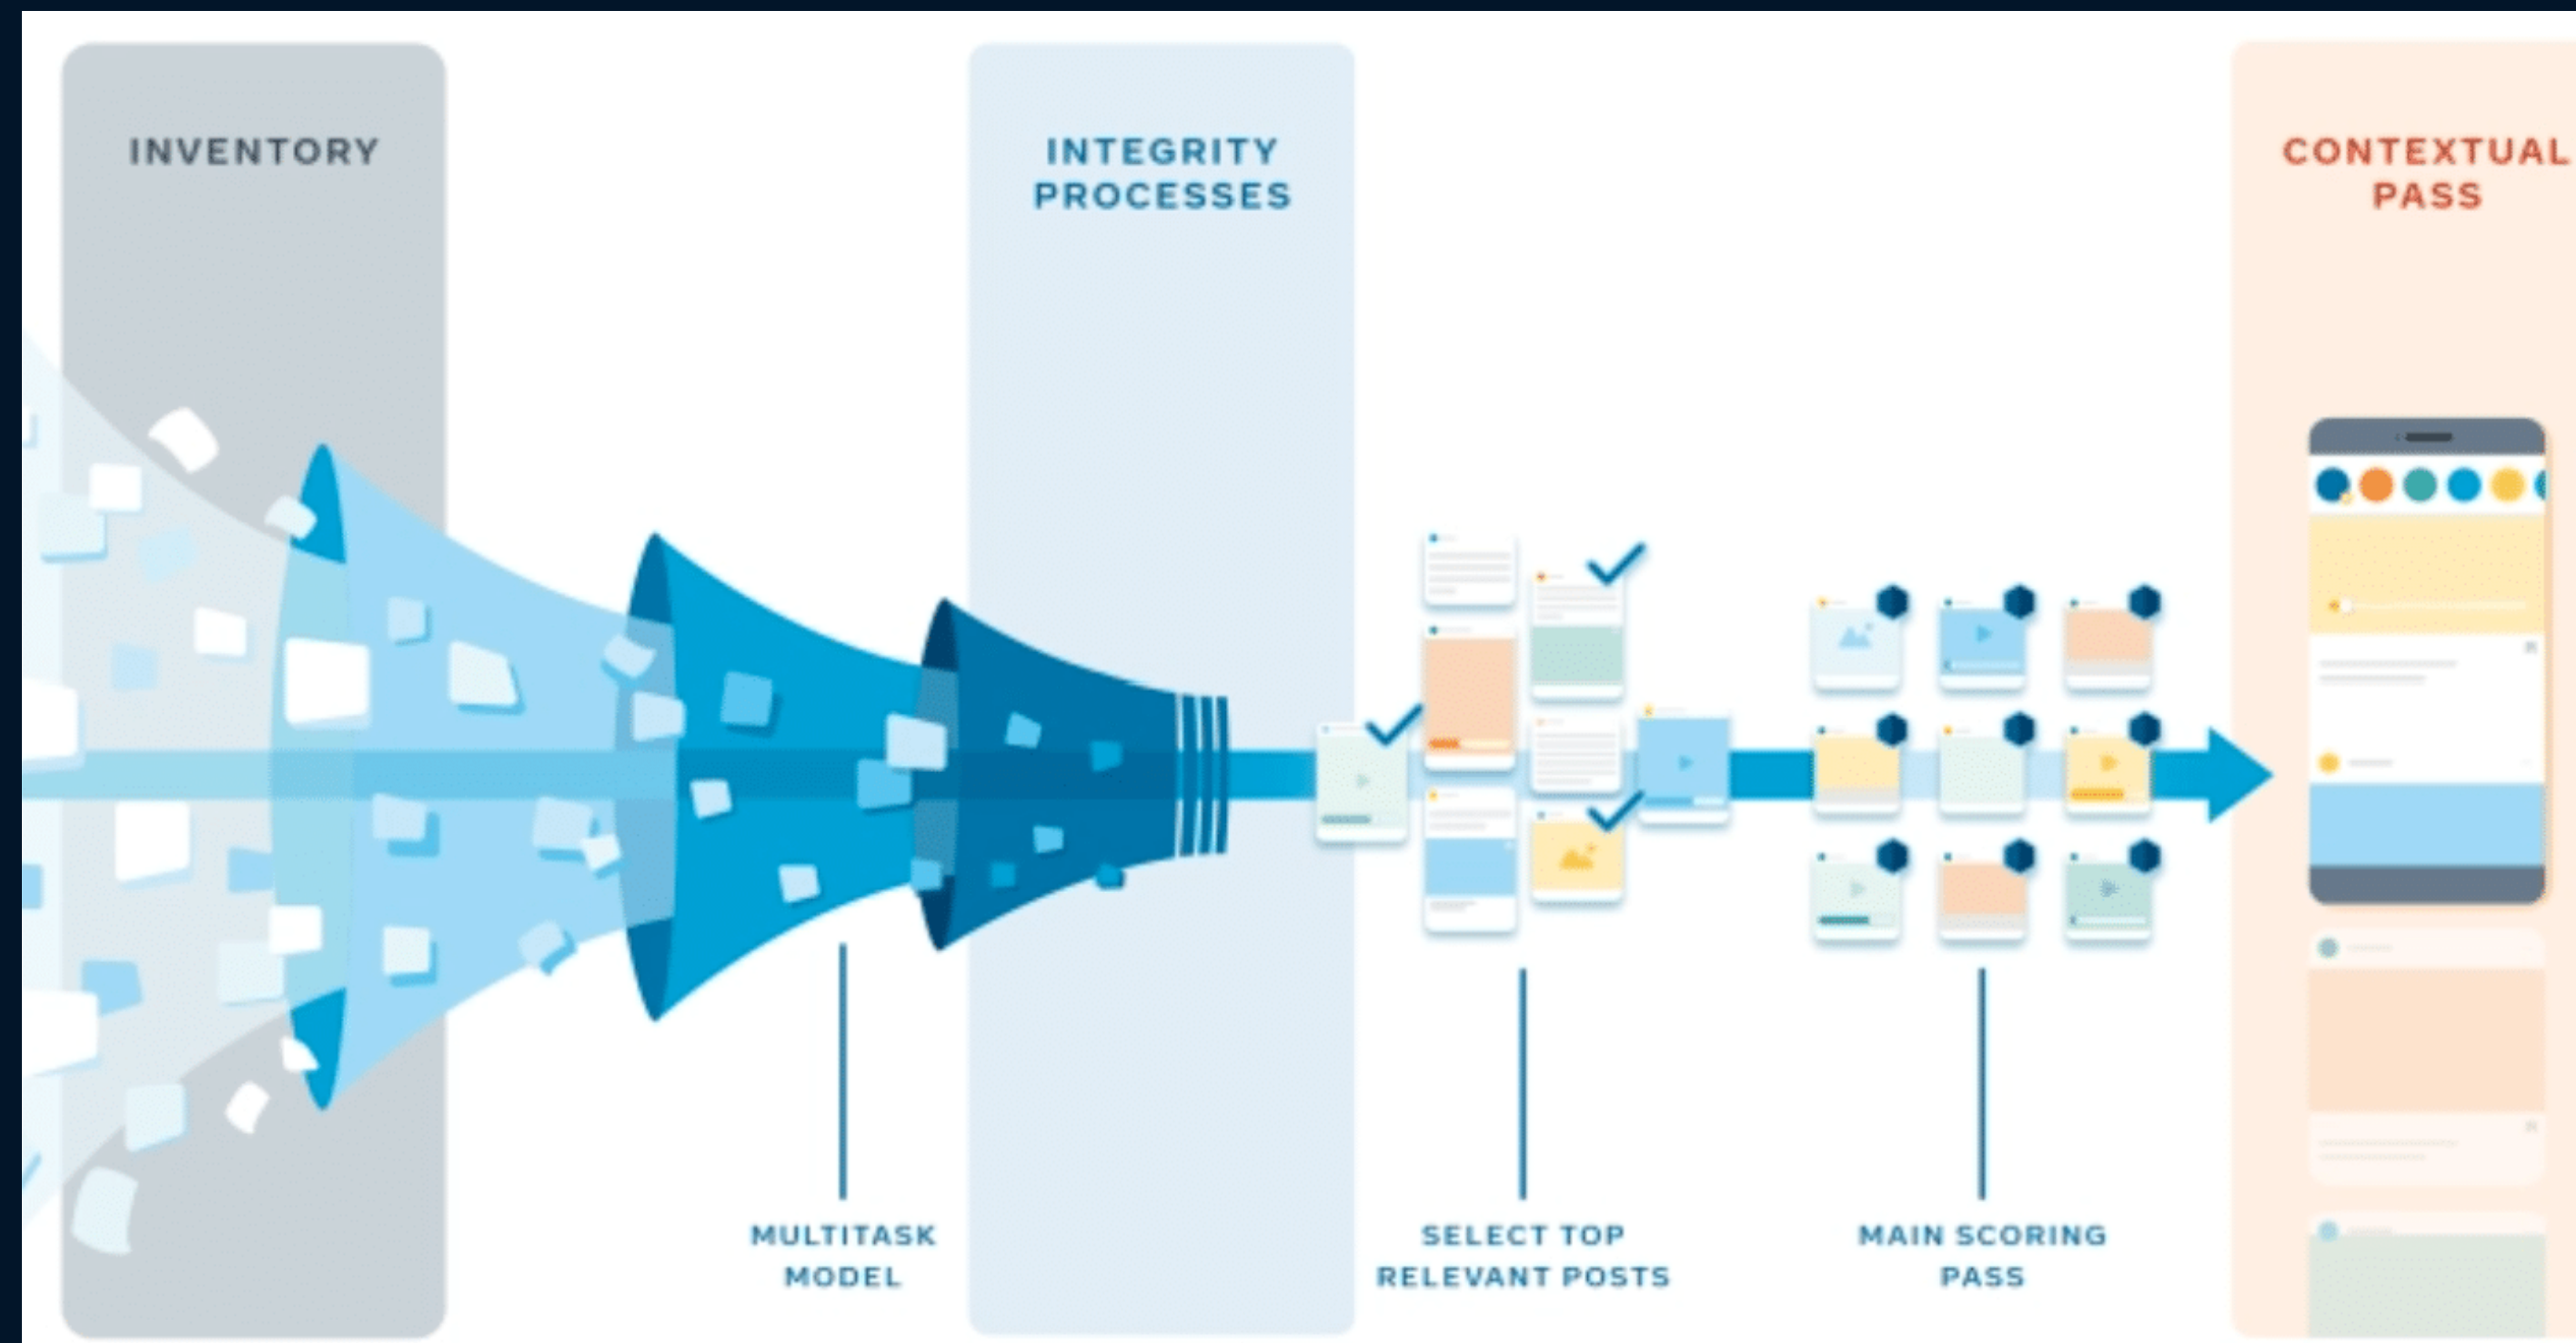 INVENTORY
INTEGRITY
PROCESSES
CONTEXTUAL
PASS
MULTITASK
MODEL
SELECT TOP
RELEVANT POSTS
MAIN SCORING
PASS